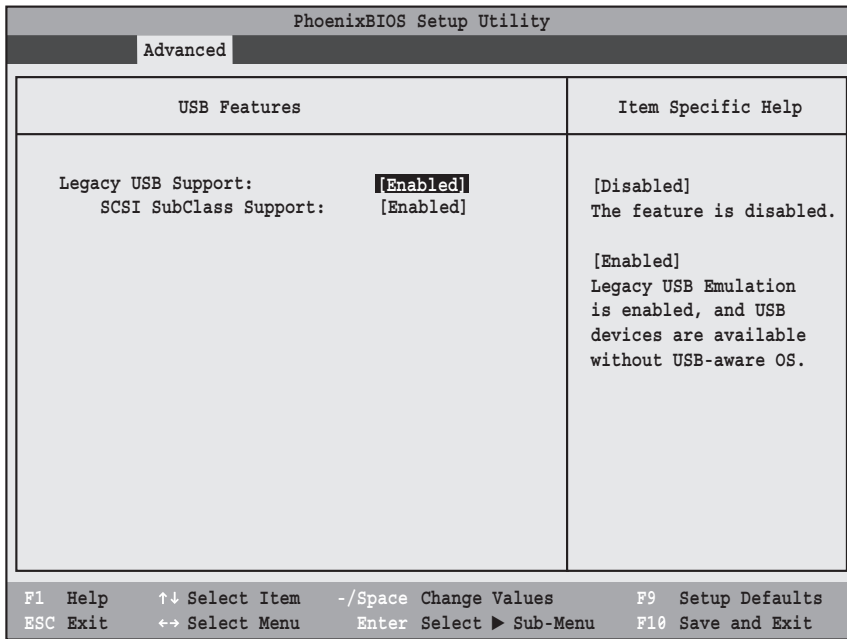 PhoenixBIOS Setup Utility
Advanced
USB Features
Item Specific Help
Legacy USB Support: [Enabled]
SCSI SubClass Support: [Enabled]
[Disabled]
The feature is disabled.
[Enabled]
Legacy USB Emulation
is enabled, and USB
devices are available
without USB-aware OS.
F1 Help ↑↓ Select Item -/Space Change Values F9 Setup Defaults
ESC Exit ←→ Select Menu Enter Select ▶ Sub-Menu F10 Save and Exit